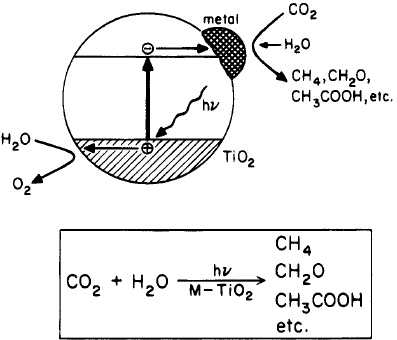 metal
CO₂
H₂O
CH₄, CH₂O,
CH₃COOH, etc.
⊖
hν
H₂O
O₂
⊕
TiO₂
CO₂ + H₂O hν M–TiO₂ CH₄
CH₂O
CH₃COOH
etc.